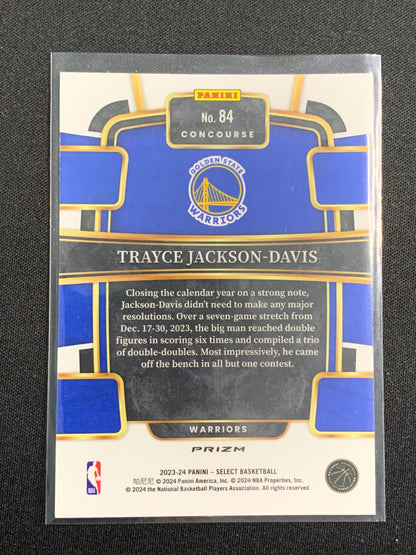 PANINI
No. 84
CONCOURSE
GOLDEN STATE
WARRIORS
TRAYCE JACKSON-DAVIS
Closing the calendar year on a strong note,
Jackson-Davis didn't need to make any major
resolutions. Over a seven-game stretch from
Dec. 17-30, 2023, the big man reached double
figures in scoring six times and compiled a trio
of double-doubles. Most impressively, he came
off the bench in all but one contest.
WARRIORS
PRIZM
2023-24 PANINI – SELECT BASKETBALL
帕尼尼 © 2024 Panini America, Inc. © 2024 NBA Properties, Inc.
© 2024 the National Basketball Players Association. All rights reserved.
NBA